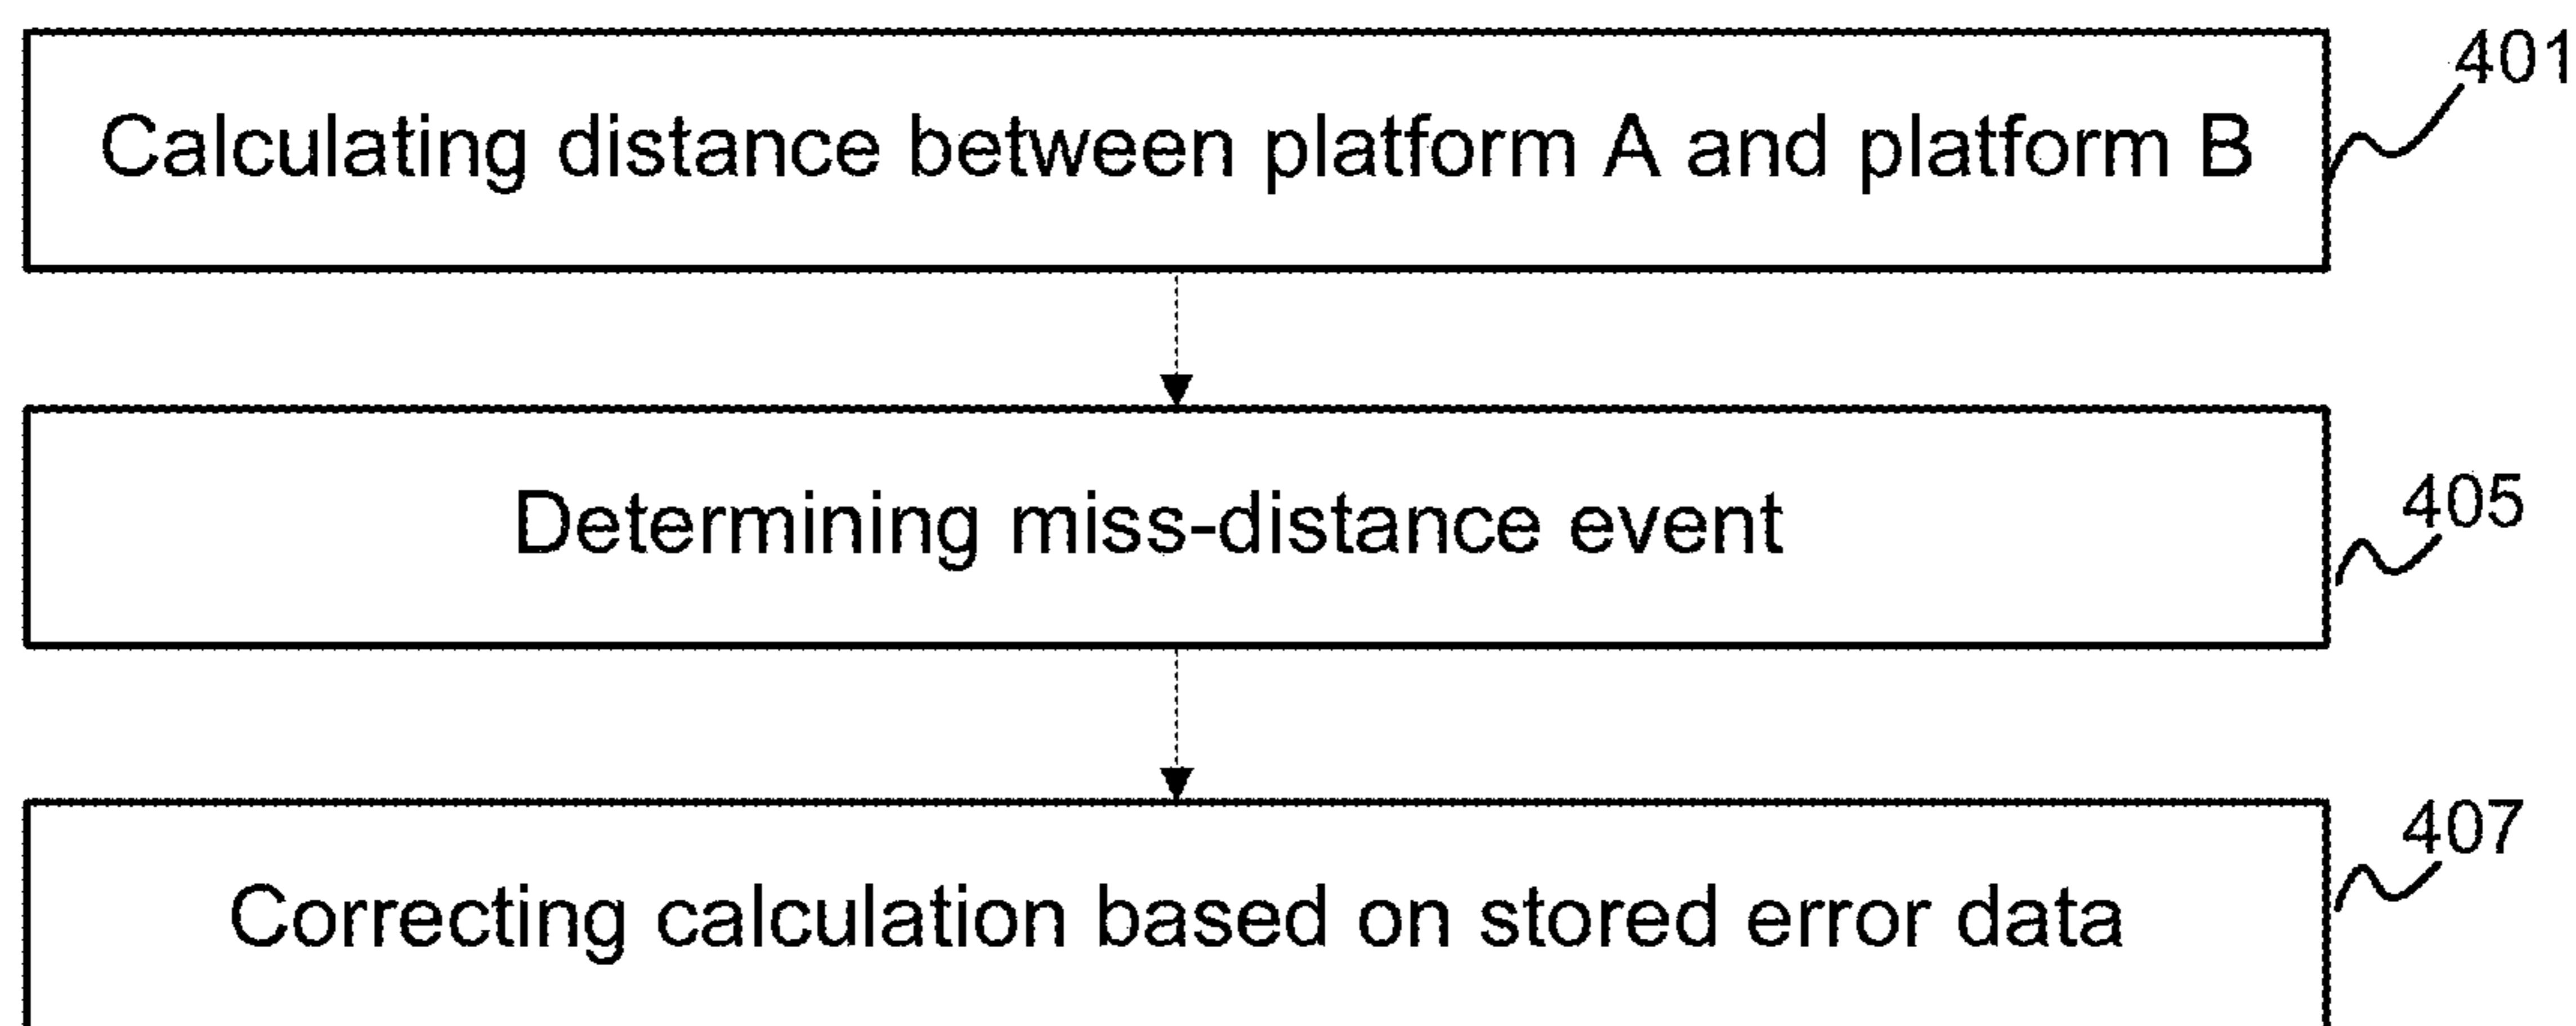 401
Calculating distance between platform A and platform B
Determining miss-distance event
405
407
Correcting calculation based on stored error data